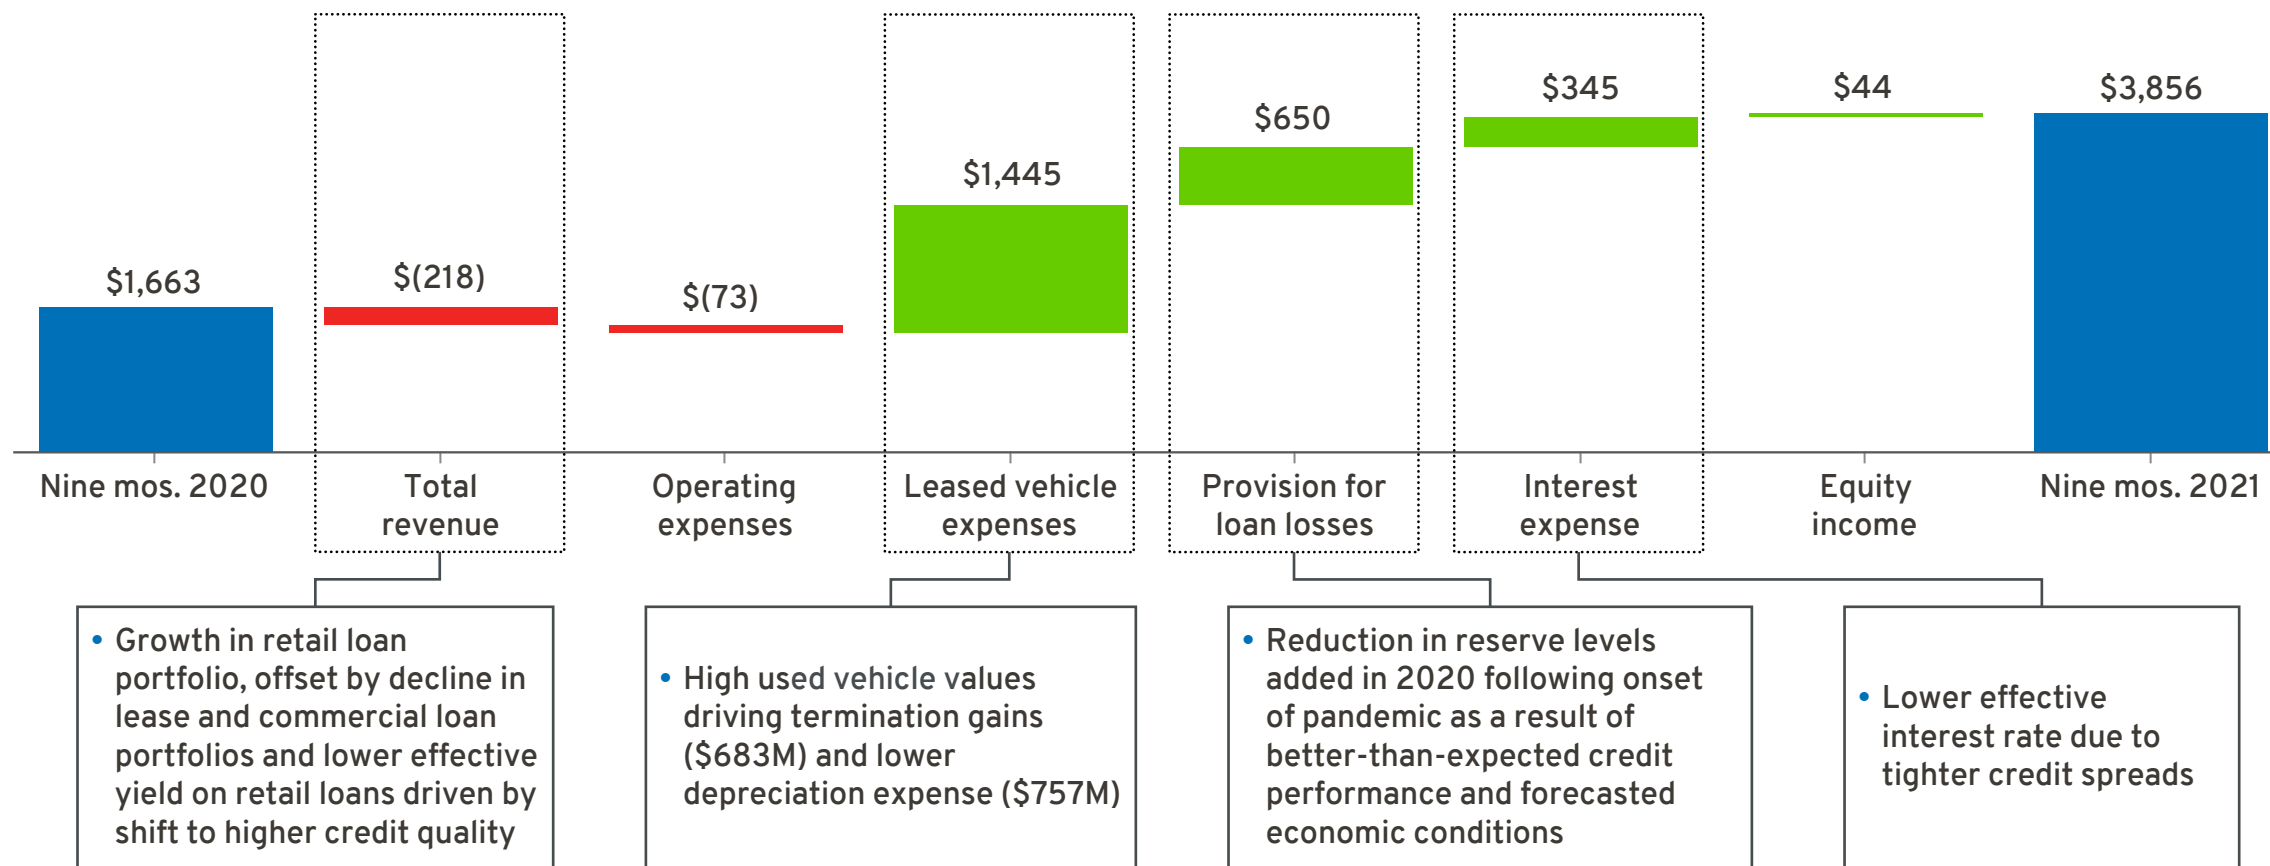 $1,663
$(218)
$(73)
$1,445
$650
$345
$44
$3,856
Nine mos. 2020
Total
revenue
Operating
expenses
Leased vehicle
expenses
Provision for
loan losses
Interest
expense
Equity
income
Nine mos. 2021
• Growth in retail loan
portfolio, offset by decline in
lease and commercial loan
portfolios and lower effective
yield on retail loans driven by
shift to higher credit quality
• High used vehicle values
driving termination gains
($683M) and lower
depreciation expense ($757M)
• Reduction in reserve levels
added in 2020 following onset
of pandemic as a result of
better-than-expected credit
performance and forecasted
economic conditions
• Lower effective
interest rate due to
tighter credit spreads